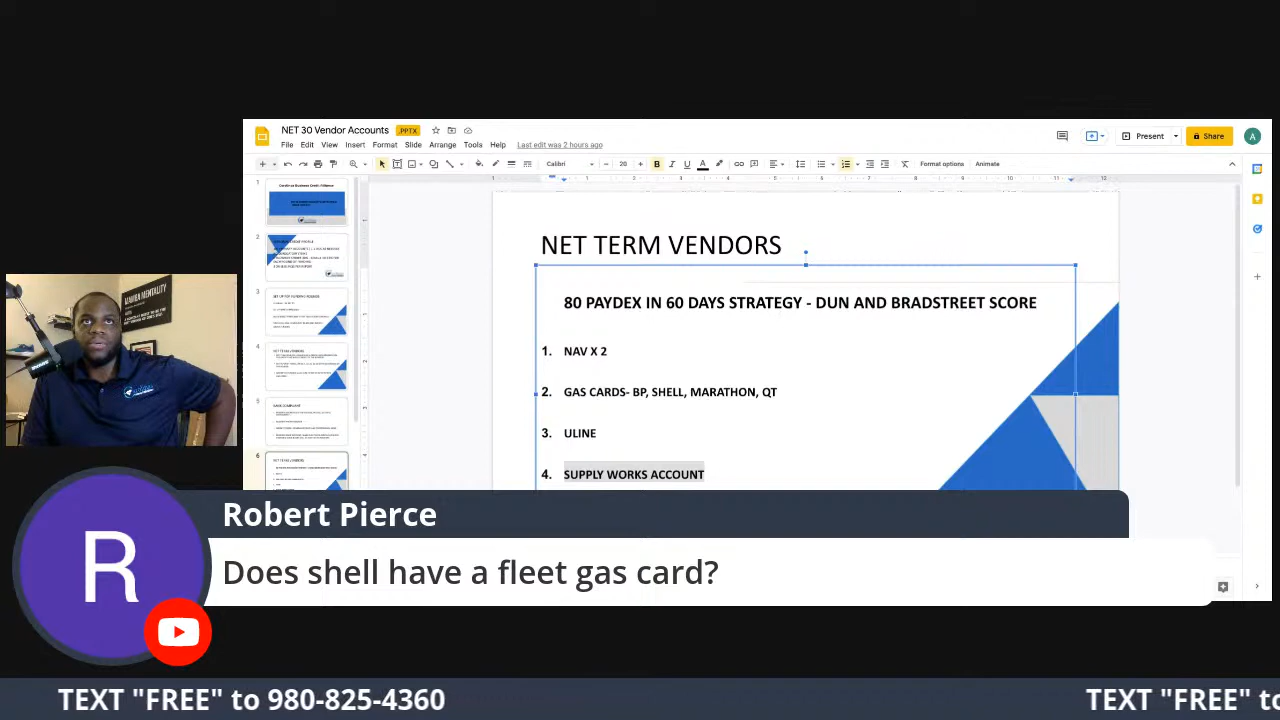 NET 30 Vendor Accounts
.PPTX
File Edit View Insert Format Slide Arrange Tools Help
Last edit was 2 hours ago
Present
Share
A
Calibri
20
Format options
Animate
NET TERM VENDORS
80 PAYDEX IN 60 DAYS STRATEGY - DUN AND BRADSTREET SCORE
1. NAV X 2
2. GAS CARDS- BP, SHELL, MARATHON, QT
3. ULINE
4. SUPPLY WORKS ACCOUNT
MAMBA MENTALITY
R
Robert Pierce
Does shell have a fleet gas card?
TEXT "FREE" to 980-825-4360
TEXT "FREE" to